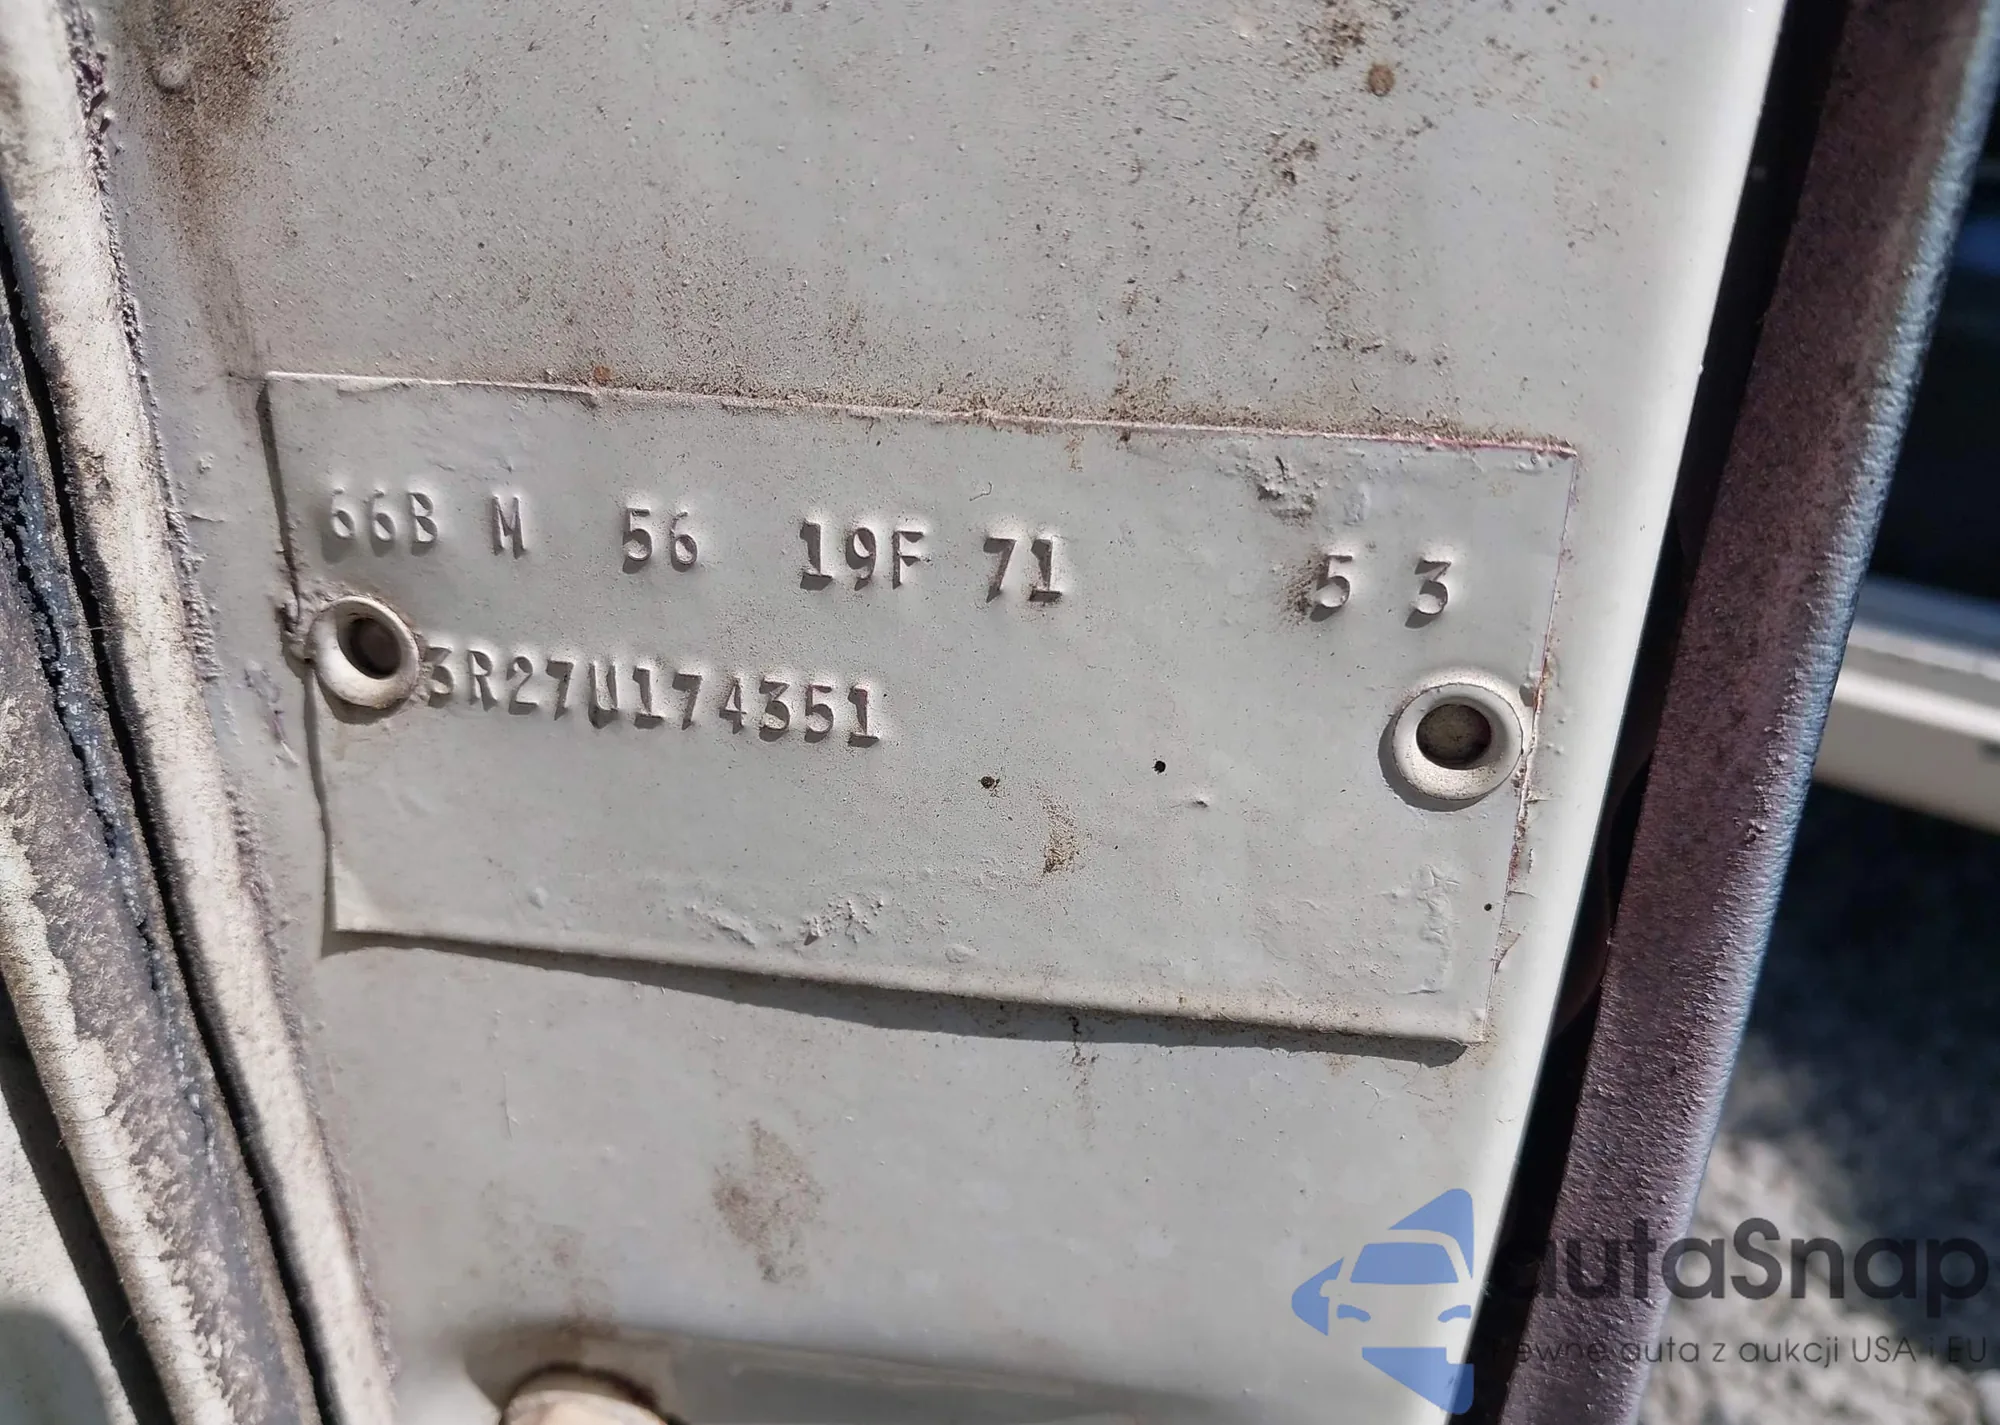 66B M 56 19F 71 5 3
3R27U174351
autaSnap
Pewne auta z aukcji USA i EU